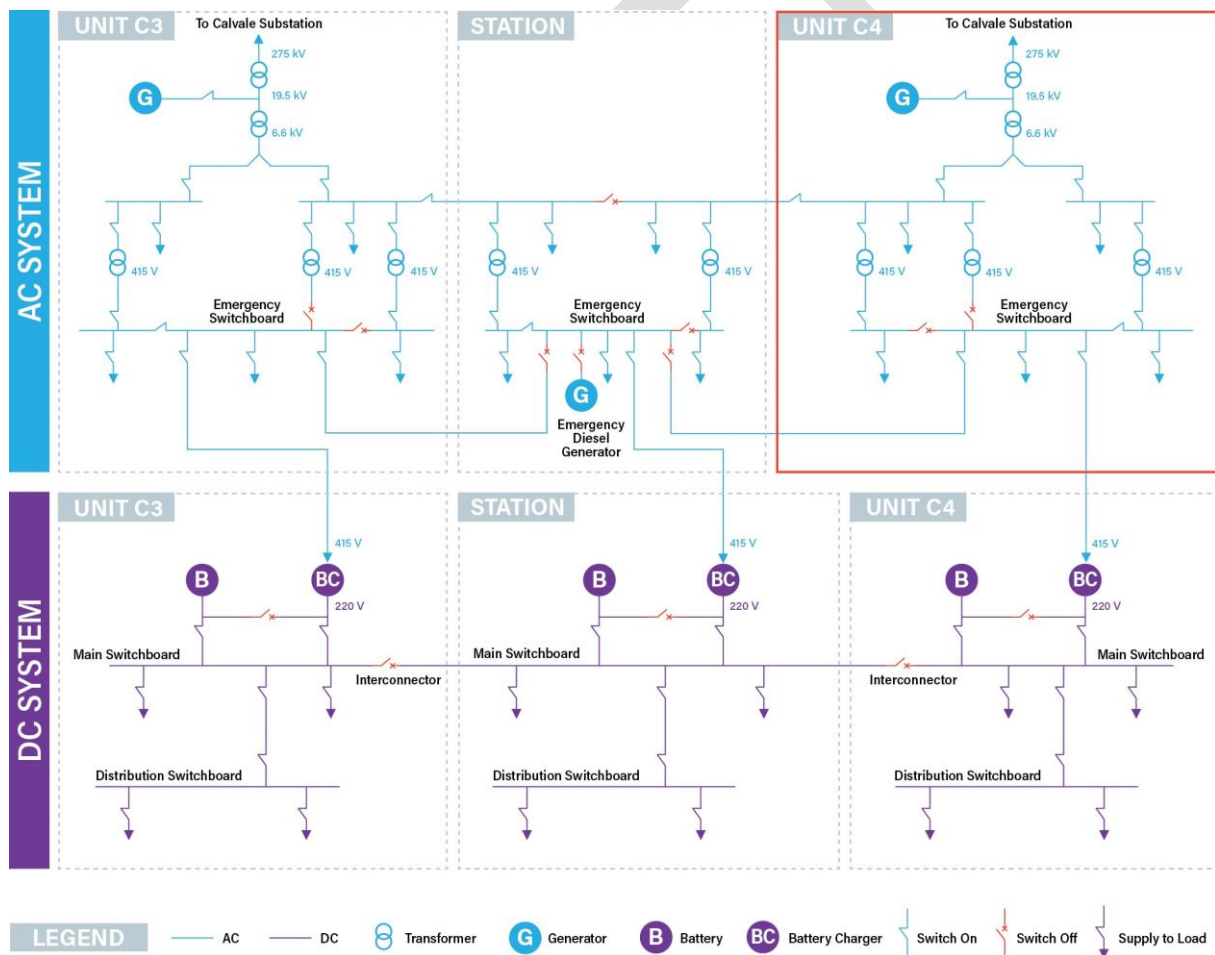 UNIT C3
STATION
UNIT C4
To Calvale Substation
To Calvale Substation
275 kV
275 kV
G
19.5 kV
G
19.5 kV
6.6 kV
6.6 kV
AC SYSTEM
415 V
415 V
415 V
415 V
415 V
415 V
415 V
415 V
Emergency
Switchboard
Emergency
Switchboard
Emergency
Switchboard
G
Emergency
Diesel
Generator
DC SYSTEM
UNIT C3
STATION
UNIT C4
415 V
415 V
415 V
B
BC
B
BC
B
BC
220 V
220 V
220 V
Main Switchboard
Interconnector
Main Switchboard
Interconnector
Main Switchboard
Distribution Switchboard
Distribution Switchboard
Distribution Switchboard
LEGEND
AC
DC
Transformer
G
Generator
B
Battery
BC
Battery Charger
Switch On
Switch Off
Supply to Load